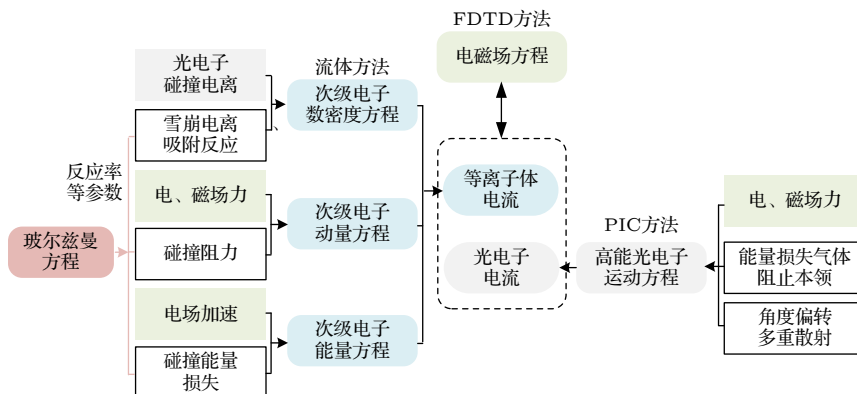 FDTD方法
电磁场方程
光电子
碰撞电离
流体方法
次级电子
数密度方程
雪崩电离
吸附反应
、
反应率
等参数
电、磁场力
次级电子
动量方程
碰撞阻力
玻尔兹曼
方程
电场加速
次级电子
能量方程
碰撞能量
损失
等离子体
电流
光电子
电流
PIC方法
高能光电子
运动方程
电、磁场力
能量损失气体
阻止本领
角度偏转
多重散射